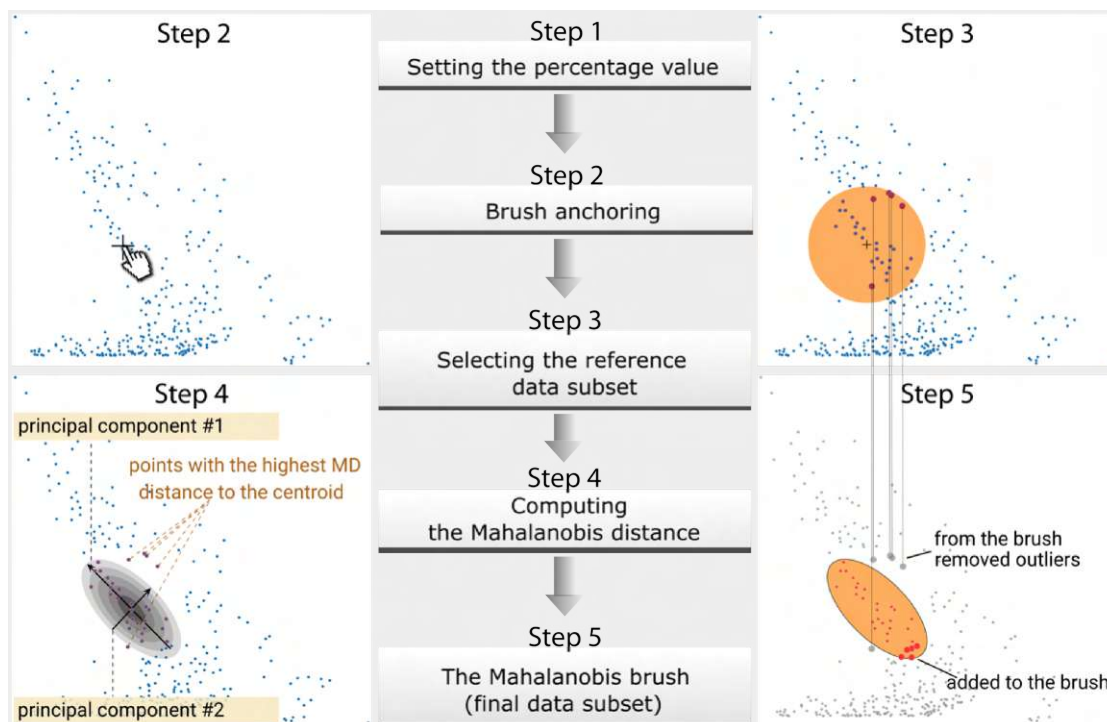 Step 2
Step 1
Setting the percentage value
Step 2
Brush anchoring
Step 3
Selecting the reference
data subset
Step 4
Computing
the Mahalanobis distance
Step 5
The Mahalanobis brush
(final data subset)
Step 3
Step 4
principal component #1
points with the highest MD
distance to the centroid
principal component #2
Step 5
from the brush
removed outliers
added to the brush